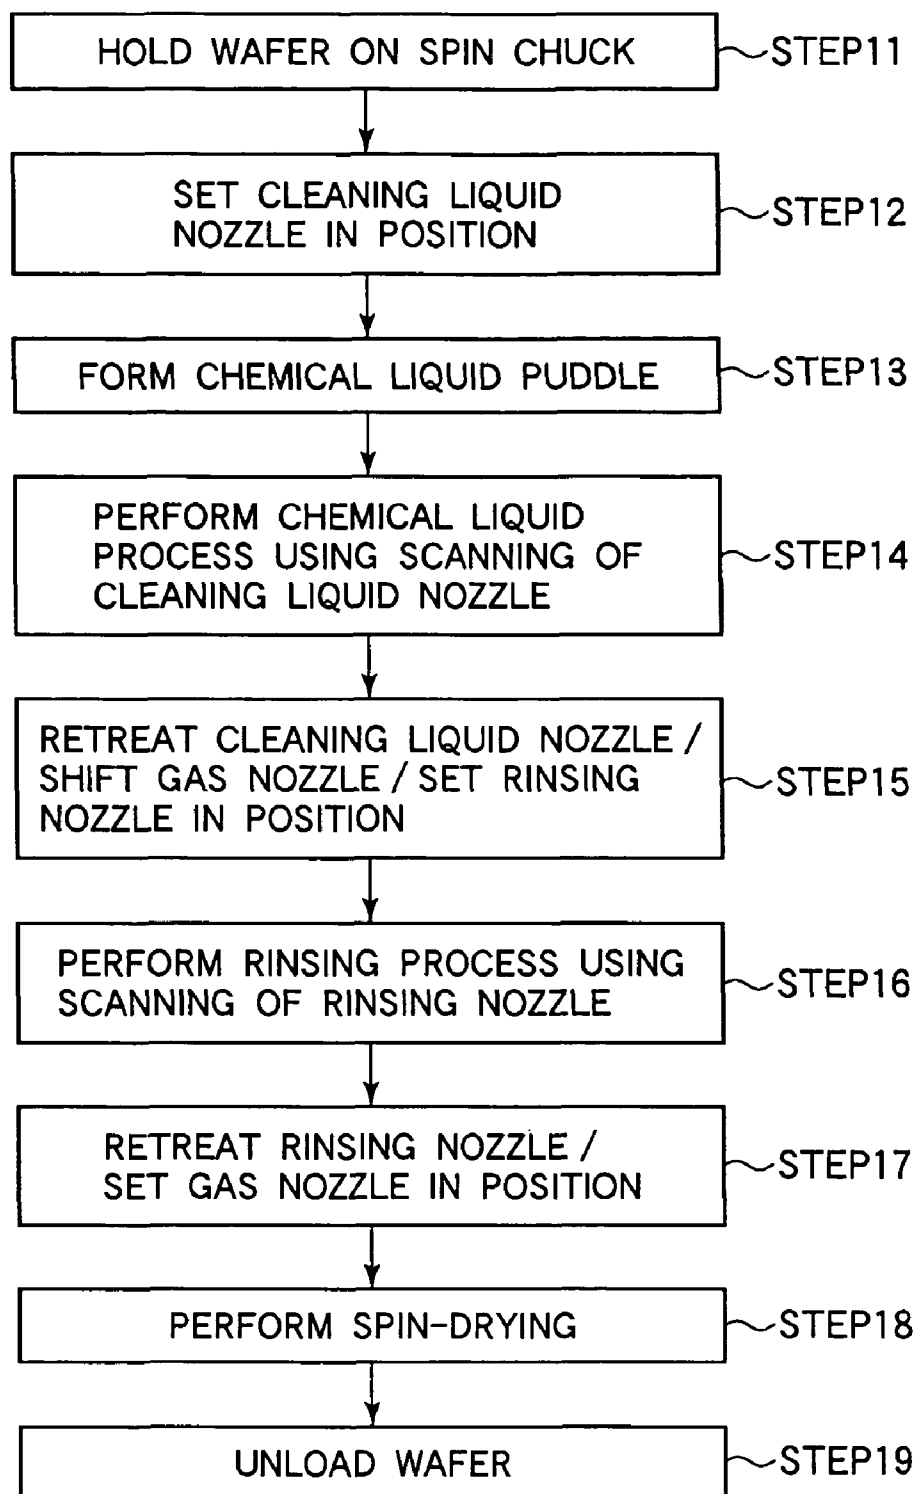 HOLD WAFER ON SPIN CHUCK
STEP11
SET CLEANING LIQUID
NOZZLE IN POSITION
STEP12
FORM CHEMICAL LIQUID PUDDLE
STEP13
PERFORM CHEMICAL LIQUID
PROCESS USING SCANNING OF
CLEANING LIQUID NOZZLE
STEP14
RETREAT CLEANING LIQUID NOZZLE /
SHIFT GAS NOZZLE / SET RINSING
NOZZLE IN POSITION
STEP15
PERFORM RINSING PROCESS USING
SCANNING OF RINSING NOZZLE
STEP16
RETREAT RINSING NOZZLE /
SET GAS NOZZLE IN POSITION
STEP17
PERFORM SPIN-DRYING
STEP18
UNLOAD WAFER
STEP19